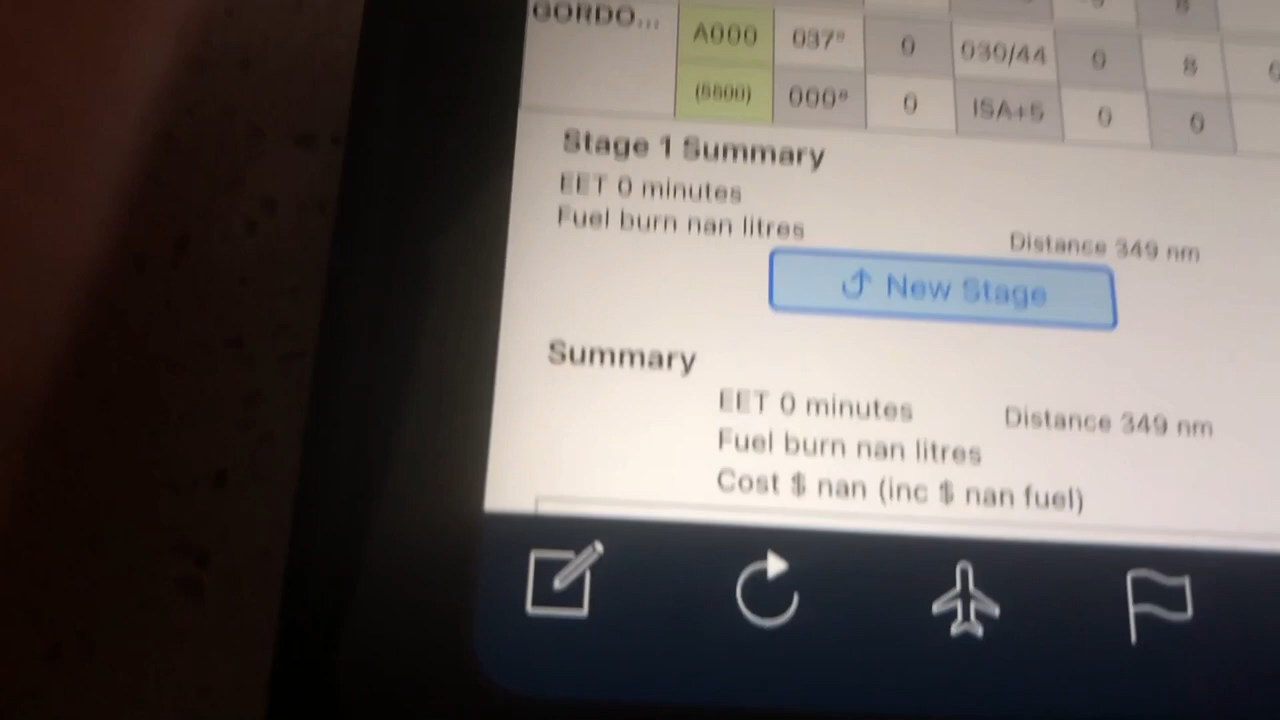 GORDO... A000 037° 0 030/44 0 8
(5500) 000° 0 ISA+5 0 0
Stage 1 Summary
EET 0 minutes
Fuel burn nan litres Distance 349 nm
New Stage
Summary
EET 0 minutes Distance 349 nm
Fuel burn nan litres
Cost $ nan (inc $ nan fuel)